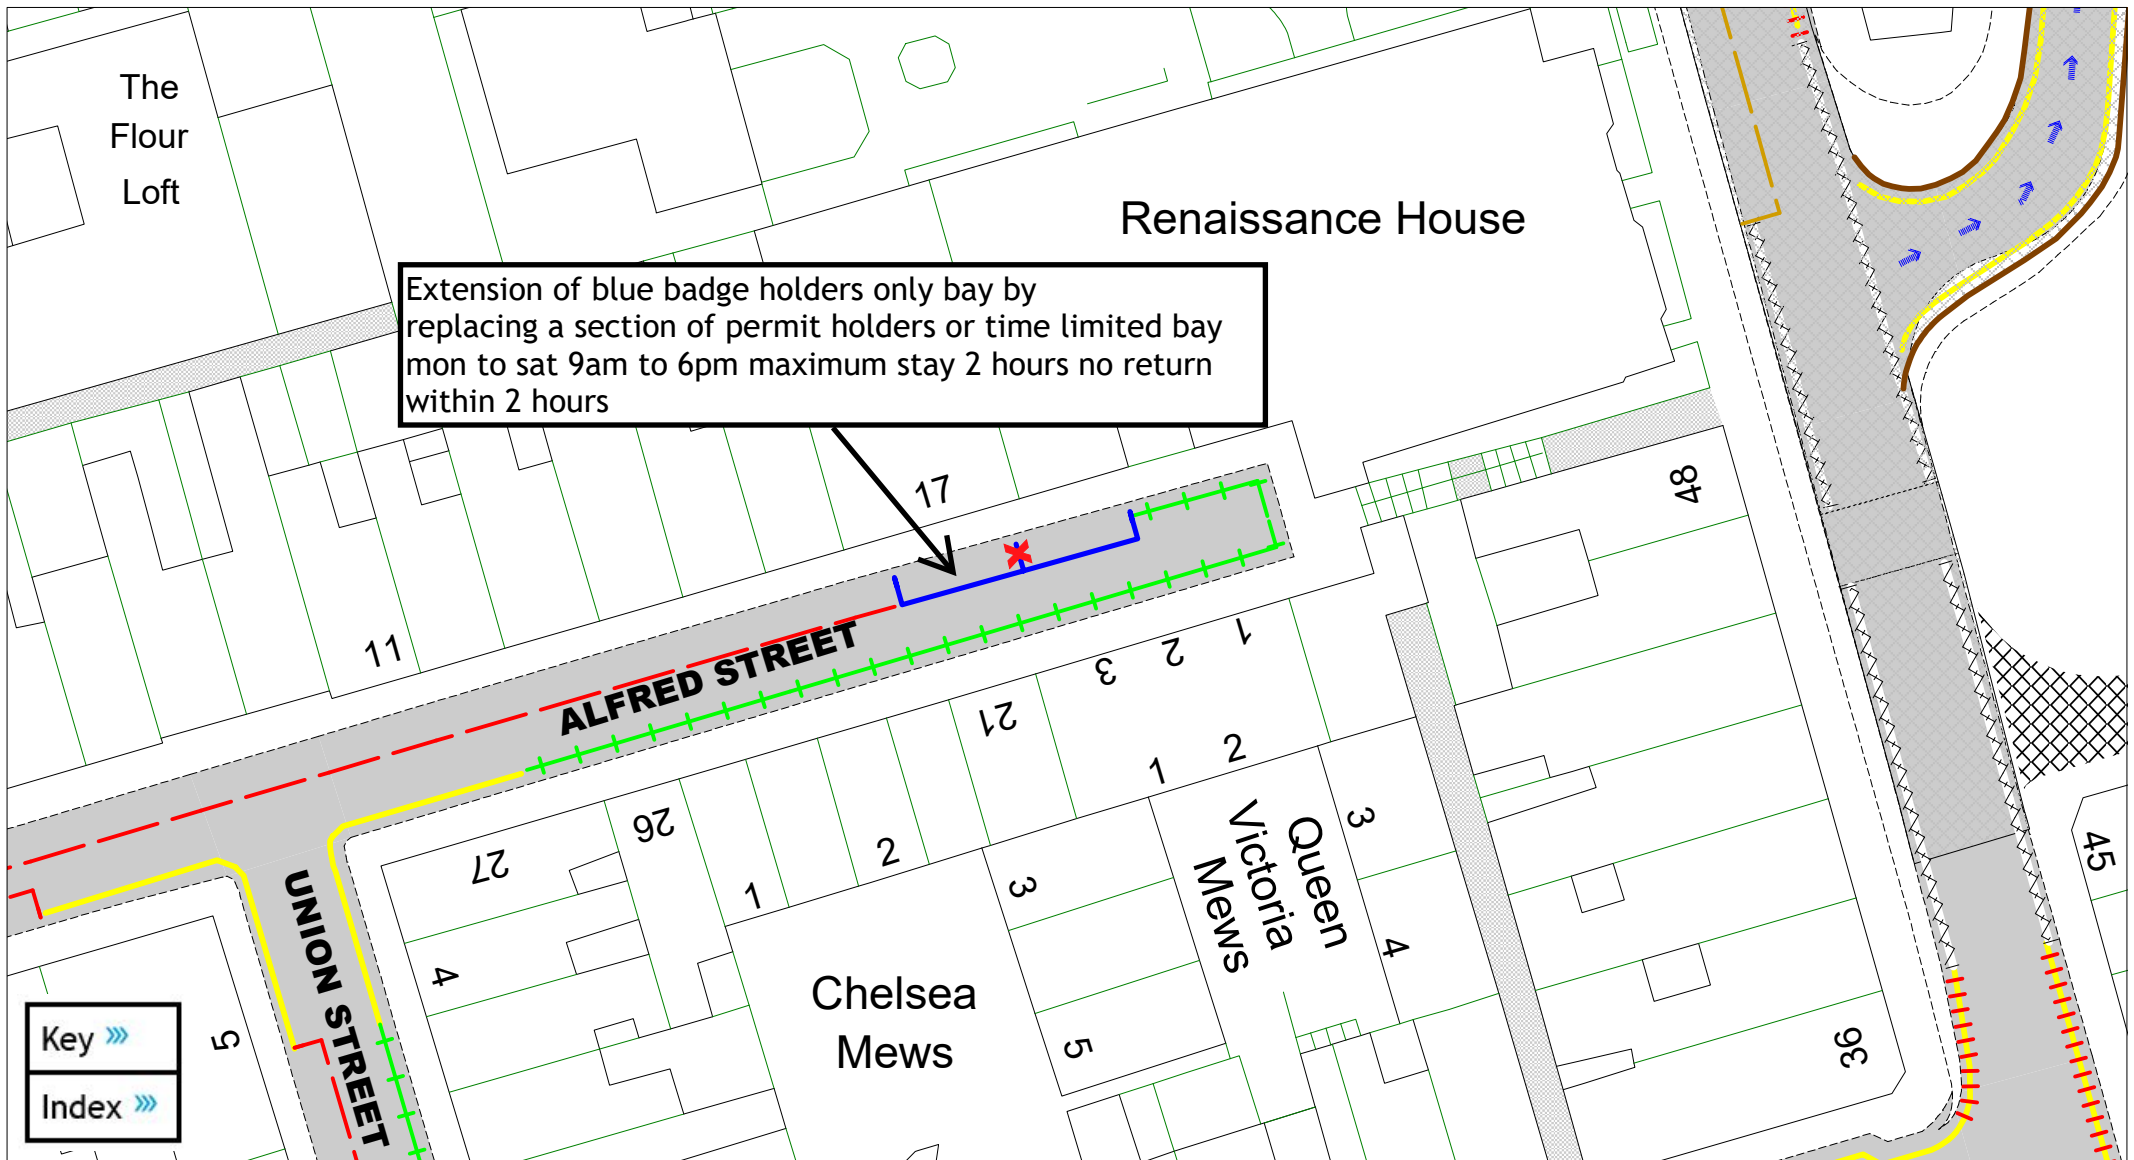 The
Flour
Loft
Renaissance House
Extension of blue badge holders only bay by
replacing a section of permit holders or time limited bay
mon to sat 9am to 6pm maximum stay 2 hours no return
within 2 hours
17
48
11
ALFRED STREET
1
2
3
21
2
1
26
27
2
1
3
Queen
Victoria
Mews
3
4
45
4
UNION STREET
5
Chelsea
Mews
5
36
Key »»
Index »»